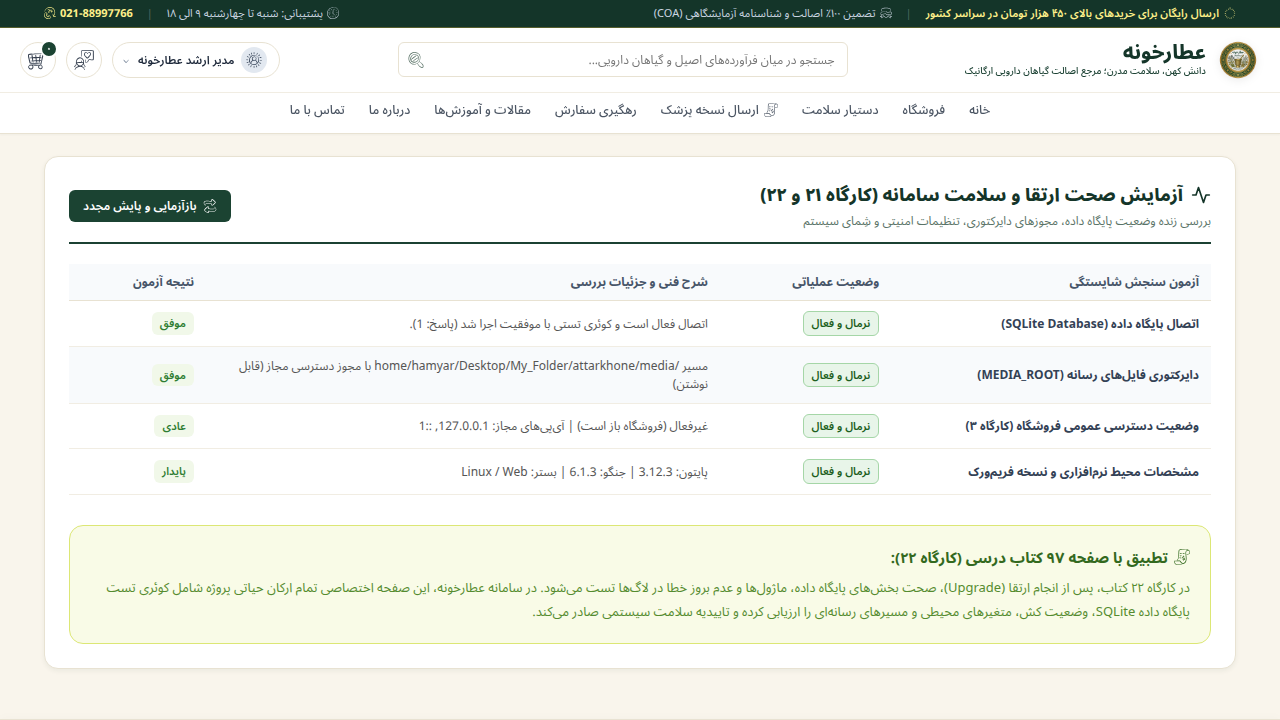 ارسال رایگان برای خریدهای بالای ۴۵۰ هزار تومان در سراسر کشور | تضمین ۱۰۰٪ اصالت و شناسنامه آزمایشگاهی (COA)
پشتیبانی: شنبه تا چهارشنبه ۹ الی ۱۸ | 021-88997766
عطارخونه
دانش کهن، سلامت مدرن؛ مرجع اصالت گیاهان دارویی ارگانیک
جستجو در میان فرآورده‌های اصیل و گیاهان دارویی...
مدیر ارشد عطارخونه
۰
خانه
فروشگاه
دستیار سلامت
ارسال نسخه پزشک
رهگیری سفارش
مقالات و آموزش‌ها
درباره ما
تماس با ما
آزمایش صحت ارتقا و سلامت سامانه (کارگاه ۲۱ و ۲۲)
بررسی زنده وضعیت پایگاه داده، مجوزهای دایرکتوری، تنظیمات امنیتی و شِمای سیستم
بازآزمایی و پایش مجدد
آزمون سنجش شایستگی وضعیت عملیاتی شرح فنی و جزئیات بررسی نتیجه آزمون
اتصال پایگاه داده (SQLite Database) نرمال و فعال اتصال فعال است و کوئری تستی با موفقیت اجرا شد (پاسخ: 1). موفق
دایرکتوری فایل‌های رسانه (MEDIA_ROOT) نرمال و فعال مسیر /home/hamyar/Desktop/My_Folder/attarkhone/media با مجوز دسترسی مجاز (قابل
نوشتن) موفق
وضعیت دسترسی عمومی فروشگاه (کارگاه ۳) نرمال و فعال غیرفعال (فروشگاه باز است) | آی‌پی‌های مجاز: 127.0.0.1, ::1 عادی
مشخصات محیط نرم‌افزاری و نسخه فریم‌ورک نرمال و فعال پایتون: 3.12.3 | جنگو: 6.1.3 | بستر: Linux / Web پایدار
تطبیق با صفحه ۹۷ کتاب درسی (کارگاه ۲۲):
در کارگاه ۲۲ کتاب، پس از انجام ارتقا (Upgrade)، صحت بخش‌های پایگاه داده، ماژول‌ها و عدم بروز خطا در لاگ‌ها تست می‌شود. در سامانه عطارخونه، این صفحه اختصاصی تمام ارکان حیاتی پروژه شامل کوئری تست
پایگاه داده SQLite، وضعیت کش، متغیرهای محیطی و مسیرهای رسانه‌ای را ارزیابی کرده و تاییدیه سلامت سیستمی صادر می‌کند.